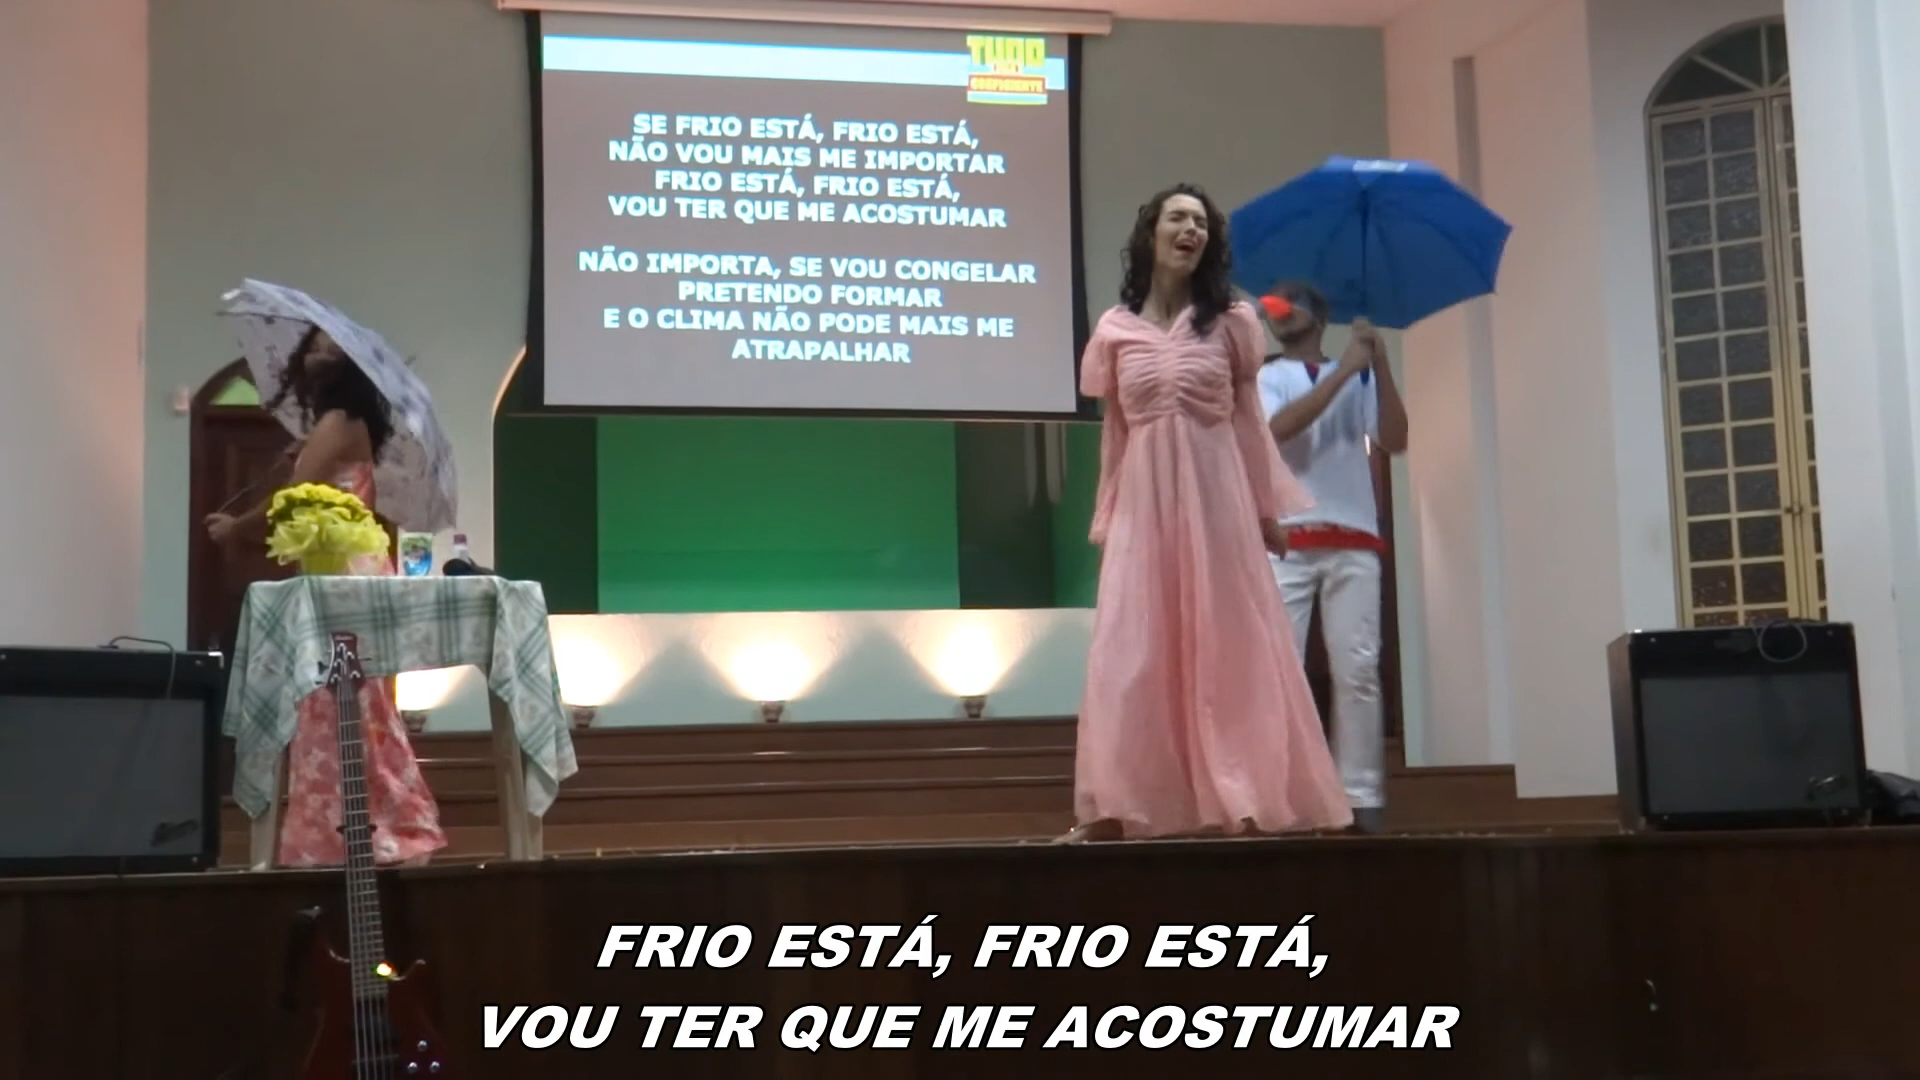 TUDO
COEFICIENTE
SE FRIO ESTÁ, FRIO ESTÁ,
NÃO VOU MAIS ME IMPORTAR
FRIO ESTÁ, FRIO ESTÁ,
VOU TER QUE ME ACOSTUMAR
NÃO IMPORTA, SE VOU CONGELAR
PRETENDO FORMAR
E O CLIMA NÃO PODE MAIS ME
ATRAPALHAR
FRIO ESTÁ, FRIO ESTÁ,
VOU TER QUE ME ACOSTUMAR